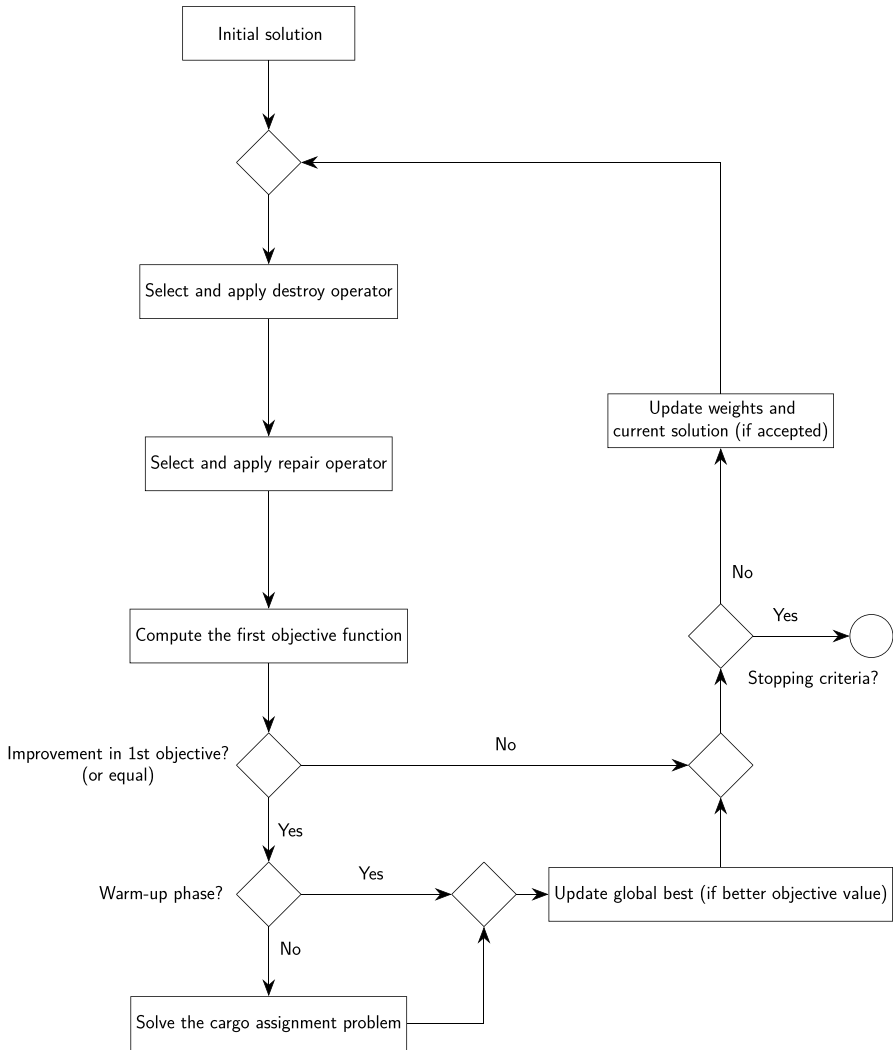 Initial solution
Select and apply destroy operator
Update weights and
current solution (if accepted)
Select and apply repair operator
No
Yes
Compute the first objective function
Stopping criteria?
Improvement in 1st objective?
(or equal)
No
Yes
Warm-up phase?
Yes
Update global best (if better objective value)
No
Solve the cargo assignment problem